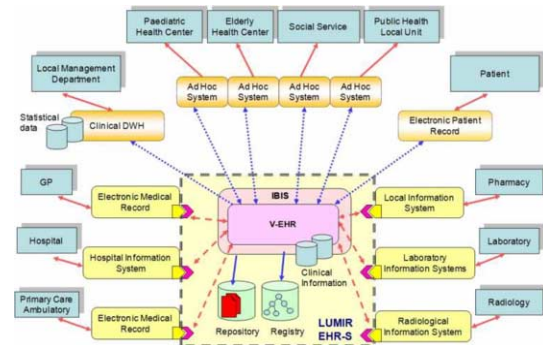 Paediatric
Health Center
Elderly
Health Center
Social Service
Public Health
Local Unit
Local Management
Department
Ad Hoc
System
Ad Hoc
System
Ad Hoc
System
Ad Hoc
System
Patient
Statistical
data
Clinical DWH
Electronic Patient
Record
GP
Electronic Medical
Record
IBIS
V-EHR
Local Information
System
Pharmacy
Hospital
Hospital Information
System
Clinical
Information
Laboratory
Information Systems
Laboratory
Primary Care
Ambulatory
Electronic Medical
Record
Repository
Registry
LUMIR
EHR-S
Radiological
Information System
Radiology